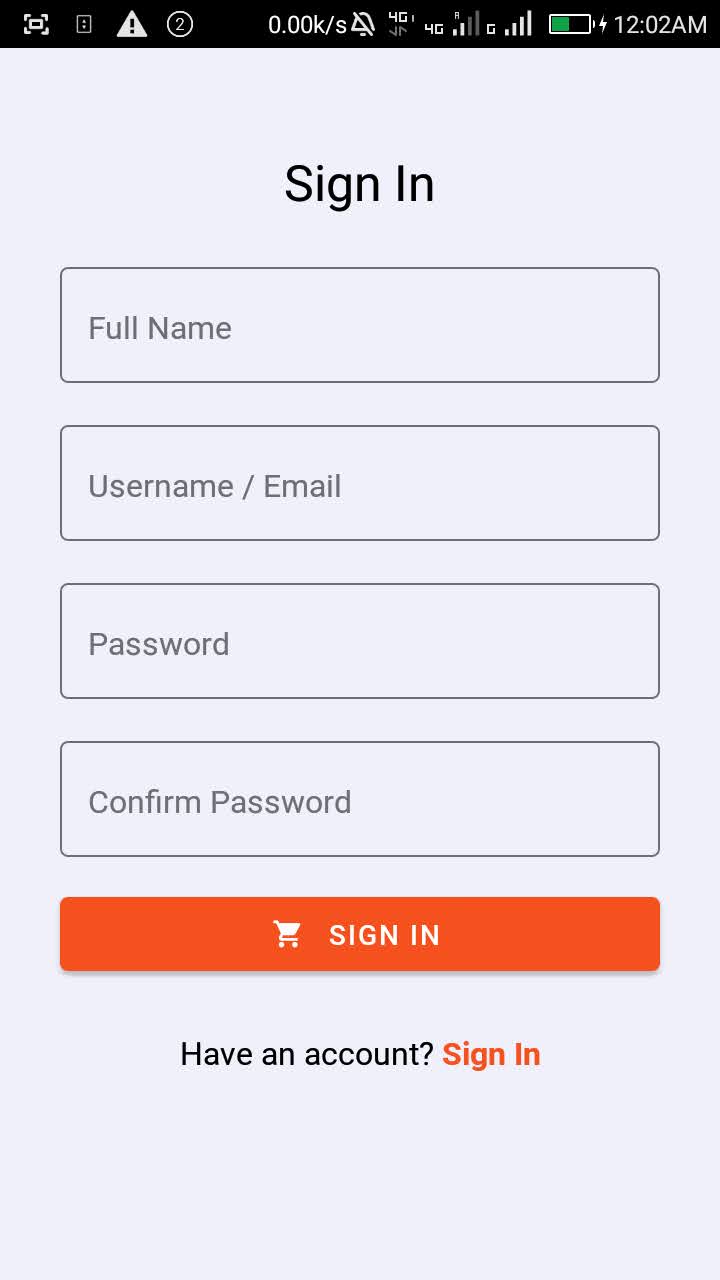 2 0.00k/s 4G 4G R G 12:02AM
Sign In
Full Name
Username / Email
Password
Confirm Password
SIGN IN
Have an account? Sign In